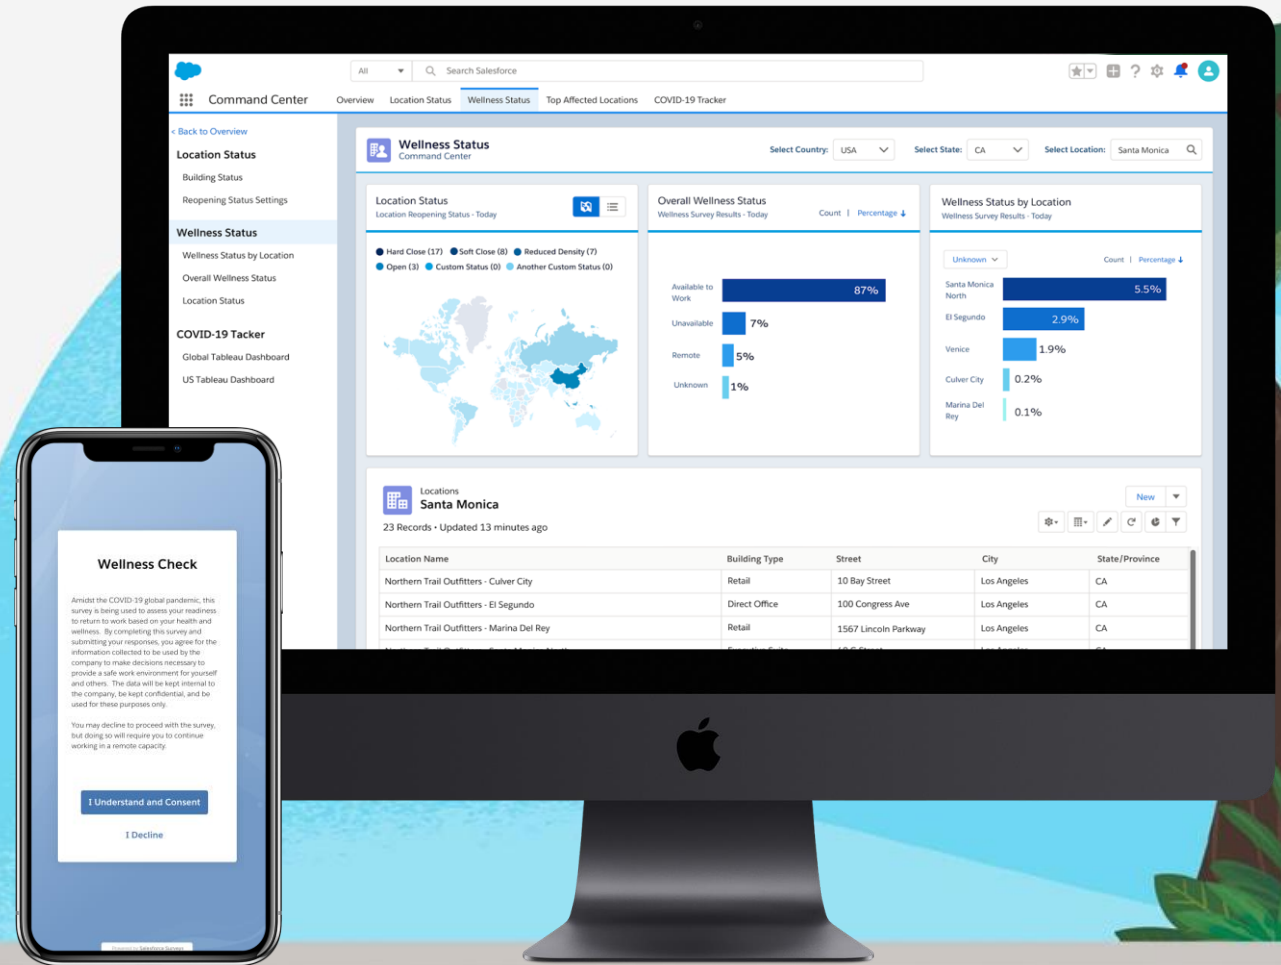 All
Search Salesforce
Command Center
Overview
Location Status
Wellness Status
Top Affected Locations
COVID-19 Tracker
< Back to Overview
Location Status
Building Status
Reopening Status Settings
Wellness Status
Wellness Status by Location
Overall Wellness Status
Location Status
COVID-19 Tacker
Global Tableau Dashboard
US Tableau Dashboard
Wellness Status
Command Center
Select Country: USA
Select State: CA
Select Location: Santa Monica
Location Status
Location Reopening Status - Today
Hard Close (17) Soft Close (8) Reduced Density (7)
Open (3) Custom Status (0) Another Custom Status (0)
Overall Wellness Status
Wellness Survey Results - Today
Count | Percentage
Available to
Work
87%
Unavailable 7%
Remote 5%
Unknown 1%
Wellness Status by Location
Wellness Survey Results - Today
Unknown
Count | Percentage
Santa Monica
North
5.5%
El Segundo 2.9%
Venice 1.9%
Culver City 0.2%
Marina Del
Rey
0.1%
Locations
Santa Monica
23 Records • Updated 13 minutes ago
New
Location Name Building Type Street City State/Province
Northern Trail Outfitters - Culver City Retail 10 Bay Street Los Angeles CA
Northern Trail Outfitters - El Segundo Direct Office 100 Congress Ave Los Angeles CA
Northern Trail Outfitters - Marina Del Rey Retail 1567 Lincoln Parkway Los Angeles CA
Wellness Check
Amidst the COVID-19 global pandemic, this
survey is being used to assess your readiness
to return to work based on your health and
wellness. By completing this survey and
submitting your responses, you agree for the
information collected to be used by the
company to make decisions necessary to
provide a safe work environment for yourself
and others. The data will be kept internal to
the company, be kept confidential, and be
used for these purposes only.
You may decline to proceed with the survey,
but doing so will require you to continue
working in a remote capacity.
I Understand and Consent
I Decline
Powered by Salesforce Surveys